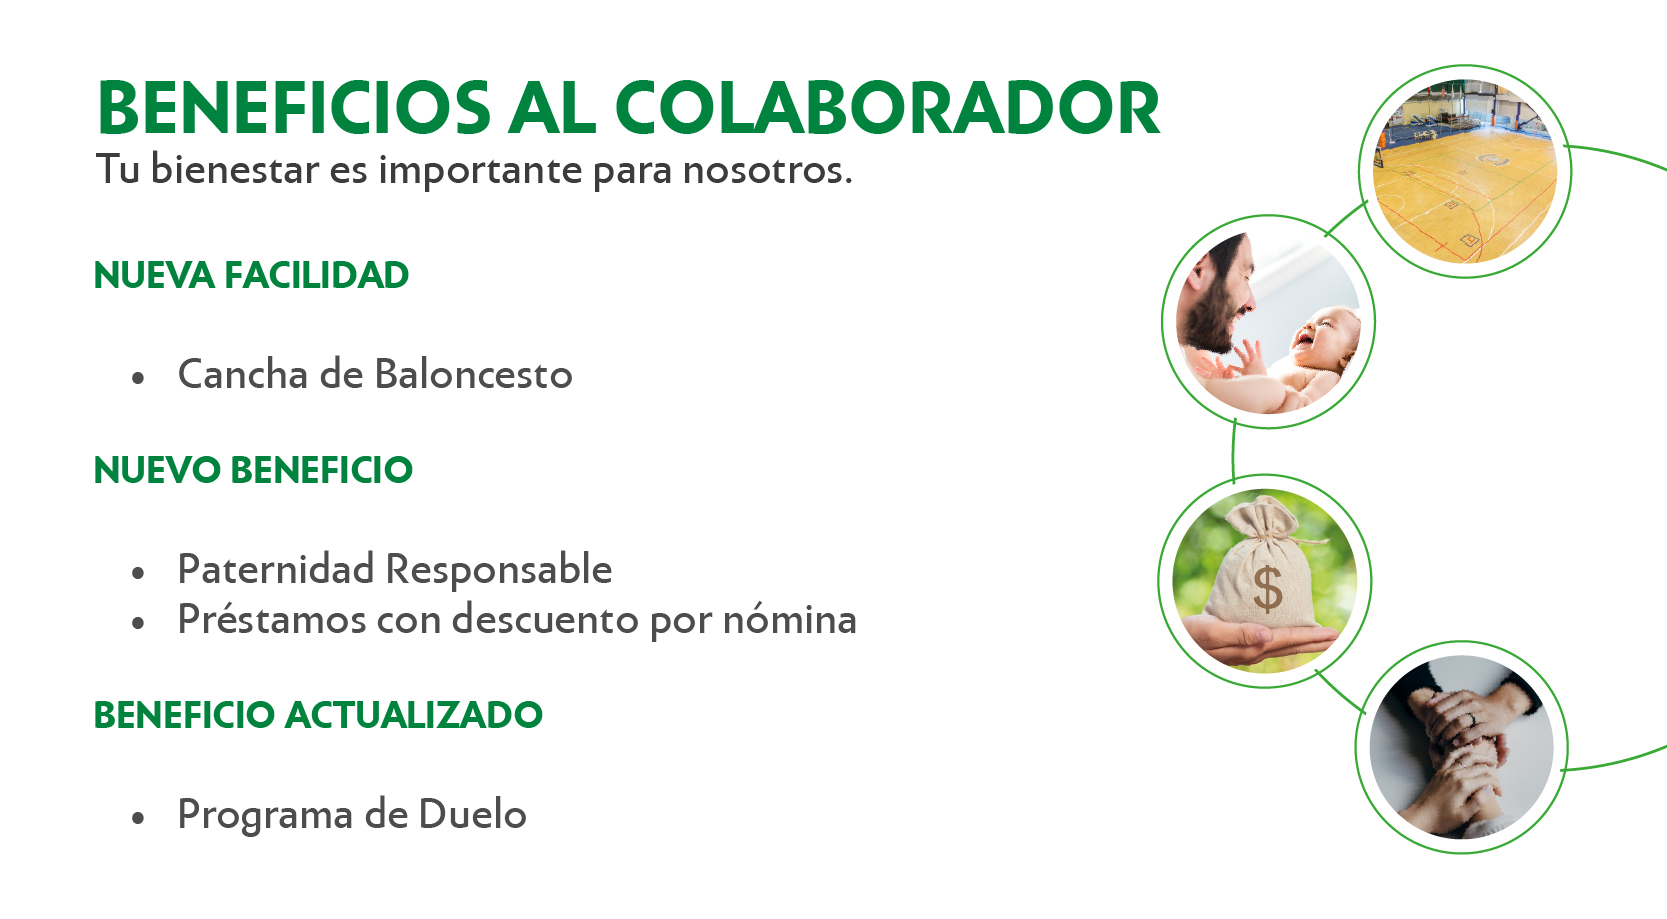 BENEFICIOS AL COLABORADOR
Tu bienestar es importante para nosotros.
NUEVA FACILIDAD
• Cancha de Baloncesto
NUEVO BENEFICIO
• Paternidad Responsable
• Préstamos con descuento por nómina
BENEFICIO ACTUALIZADO
• Programa de Duelo
$